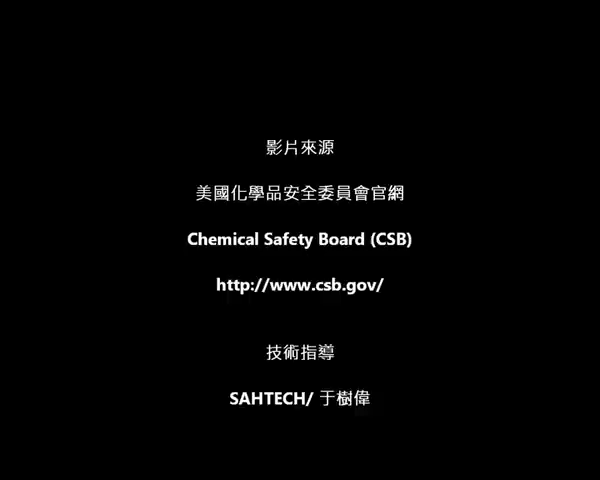 影片來源
美國化學品安全委員會官網
Chemical Safety Board (CSB)
http://www.csb.gov/
技術指導
SAHTECH/ 于樹偉